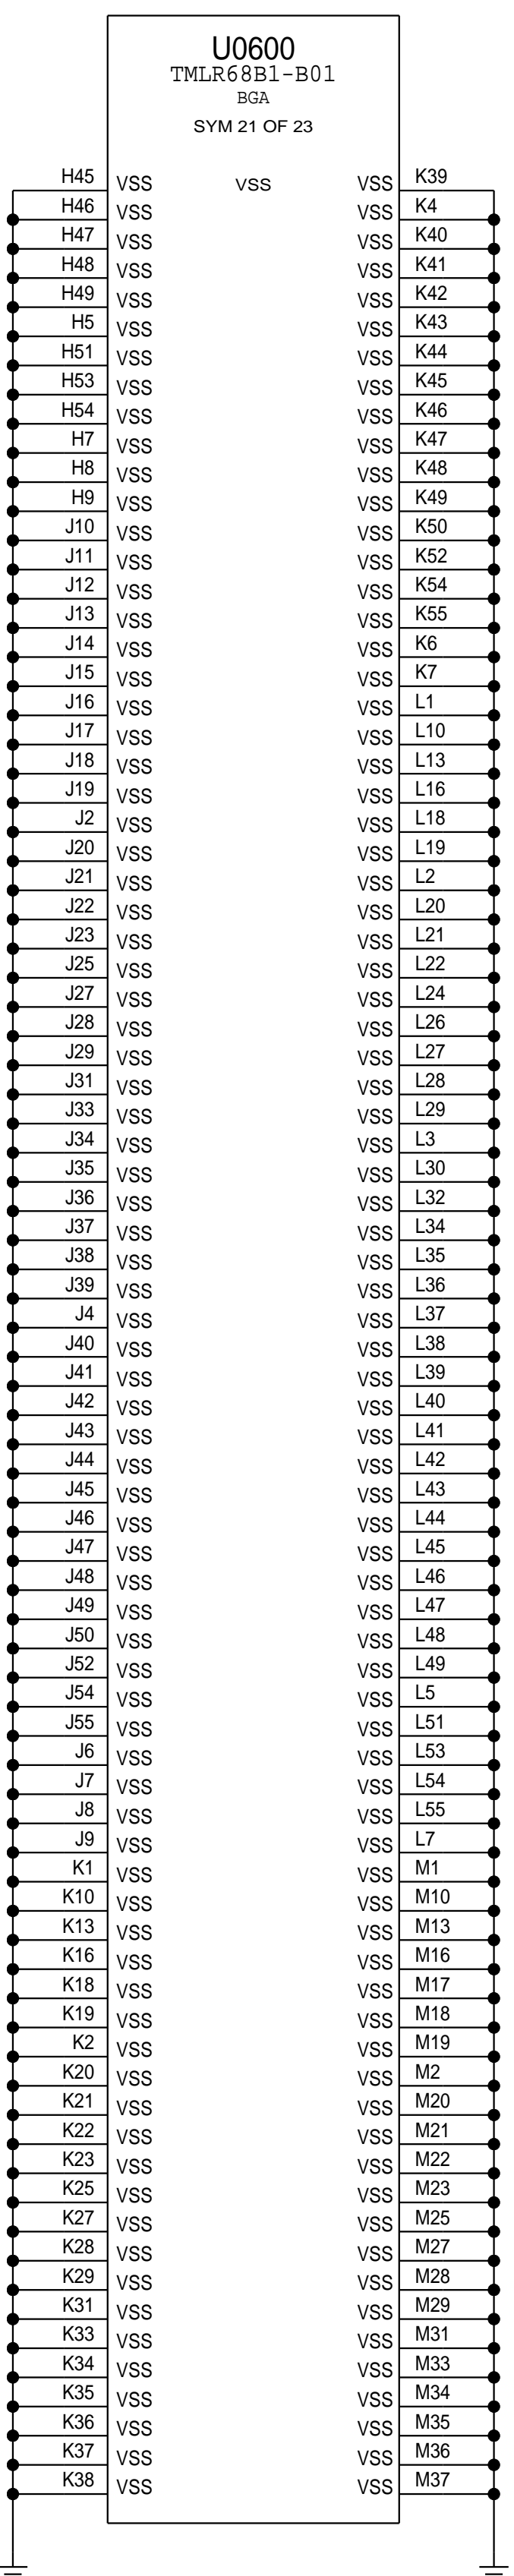 U0600
TMLR68B1-B01
BGA
SYM 21 OF 23
VSS
H45 VSS VSS K39
H46 VSS VSS K4
H47 VSS VSS K40
H48 VSS VSS K41
H49 VSS VSS K42
H5 VSS VSS K43
H51 VSS VSS K44
H53 VSS VSS K45
H54 VSS VSS K46
H7 VSS VSS K47
H8 VSS VSS K48
H9 VSS VSS K49
J10 VSS VSS K50
J11 VSS VSS K52
J12 VSS VSS K54
J13 VSS VSS K55
J14 VSS VSS K6
J15 VSS VSS K7
J16 VSS VSS L1
J17 VSS VSS L10
J18 VSS VSS L13
J19 VSS VSS L16
J2 VSS VSS L18
J20 VSS VSS L19
J21 VSS VSS L2
J22 VSS VSS L20
J23 VSS VSS L21
J25 VSS VSS L22
J27 VSS VSS L24
J28 VSS VSS L26
J29 VSS VSS L27
J31 VSS VSS L28
J33 VSS VSS L29
J34 VSS VSS L3
J35 VSS VSS L30
J36 VSS VSS L32
J37 VSS VSS L34
J38 VSS VSS L35
J39 VSS VSS L36
J4 VSS VSS L37
J40 VSS VSS L38
J41 VSS VSS L39
J42 VSS VSS L40
J43 VSS VSS L41
J44 VSS VSS L42
J45 VSS VSS L43
J46 VSS VSS L44
J47 VSS VSS L45
J48 VSS VSS L46
J49 VSS VSS L47
J50 VSS VSS L48
J52 VSS VSS L49
J54 VSS VSS L5
J55 VSS VSS L51
J6 VSS VSS L53
J7 VSS VSS L54
J8 VSS VSS L55
J9 VSS VSS L7
K1 VSS VSS M1
K10 VSS VSS M10
K13 VSS VSS M13
K16 VSS VSS M16
K18 VSS VSS M17
K19 VSS VSS M18
K2 VSS VSS M19
K20 VSS VSS M2
K21 VSS VSS M20
K22 VSS VSS M21
K23 VSS VSS M22
K25 VSS VSS M23
K27 VSS VSS M25
K28 VSS VSS M27
K29 VSS VSS M28
K31 VSS VSS M29
K33 VSS VSS M31
K34 VSS VSS M33
K35 VSS VSS M34
K36 VSS VSS M35
K37 VSS VSS M36
K38 VSS VSS M37